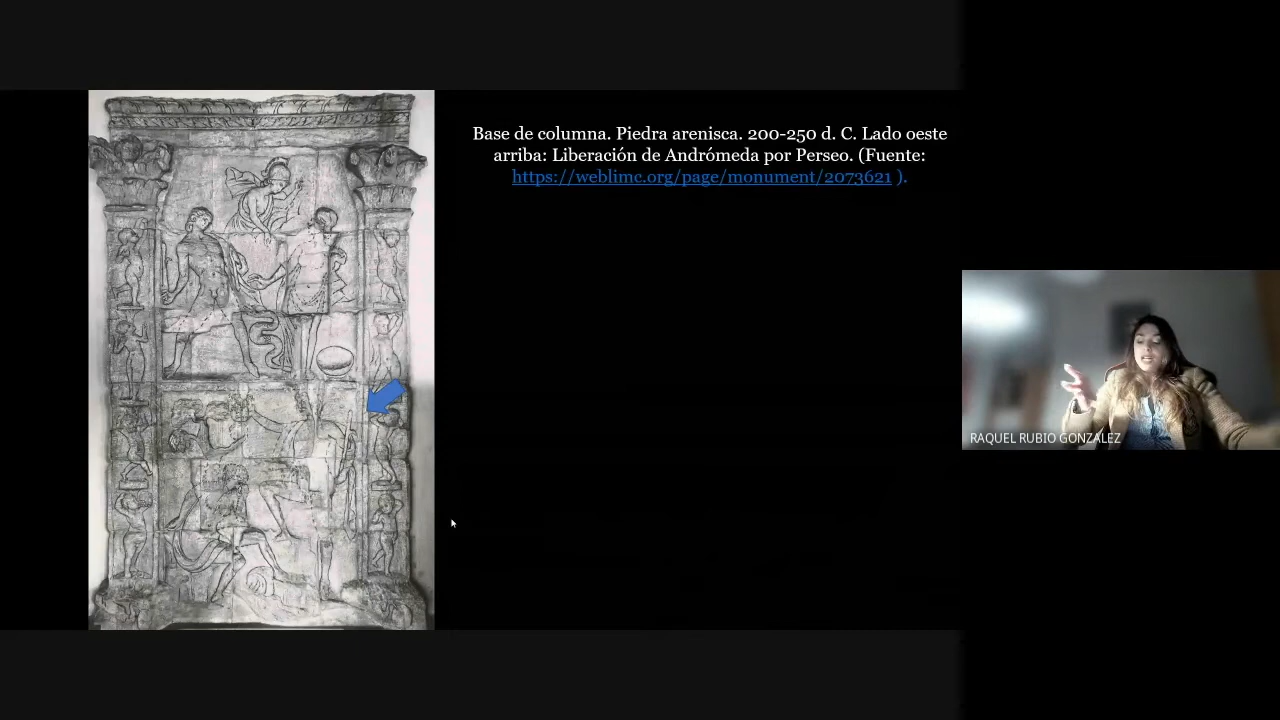 Base de columna. Piedra arenisca. 200-250 d. C. Lado oeste
arriba: Liberación de Andrómeda por Perseo. (Fuente:
https://weblimc.org/page/monument/2073621 ).
RAQUEL RUBIO GONZALEZ